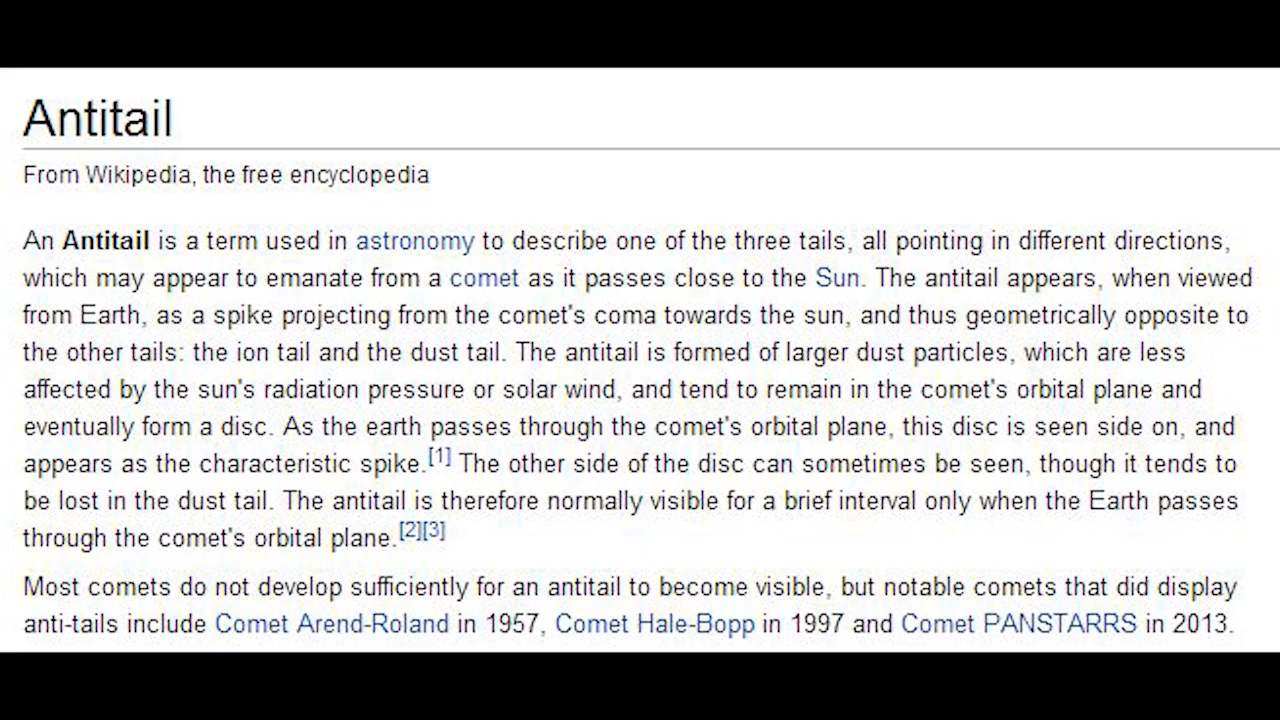 Antitail
From Wikipedia, the free encyclopedia
An Antitail is a term used in astronomy to describe one of the three tails, all pointing in different directions,
which may appear to emanate from a comet as it passes close to the Sun. The antitail appears, when viewed
from Earth, as a spike projecting from the comet's coma towards the sun, and thus geometrically opposite to
the other tails: the ion tail and the dust tail. The antitail is formed of larger dust particles, which are less
affected by the sun's radiation pressure or solar wind, and tend to remain in the comet's orbital plane and
eventually form a disc. As the earth passes through the comet's orbital plane, this disc is seen side on, and
appears as the characteristic spike.[1] The other side of the disc can sometimes be seen, though it tends to
be lost in the dust tail. The antitail is therefore normally visible for a brief interval only when the Earth passes
through the comet's orbital plane.[2][3]
Most comets do not develop sufficiently for an antitail to become visible, but notable comets that did display
anti-tails include Comet Arend-Roland in 1957, Comet Hale-Bopp in 1997 and Comet PANSTARRS in 2013.